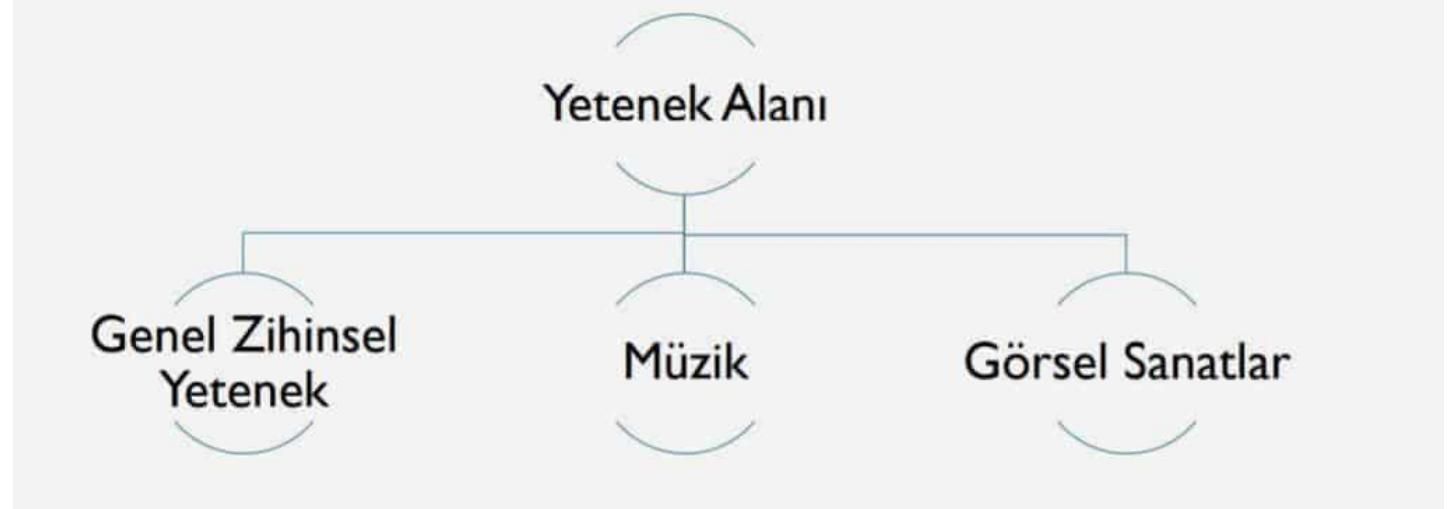 Yetenek Alanı
Genel Zihinsel
Yetenek
Müzik
Görsel Sanatlar